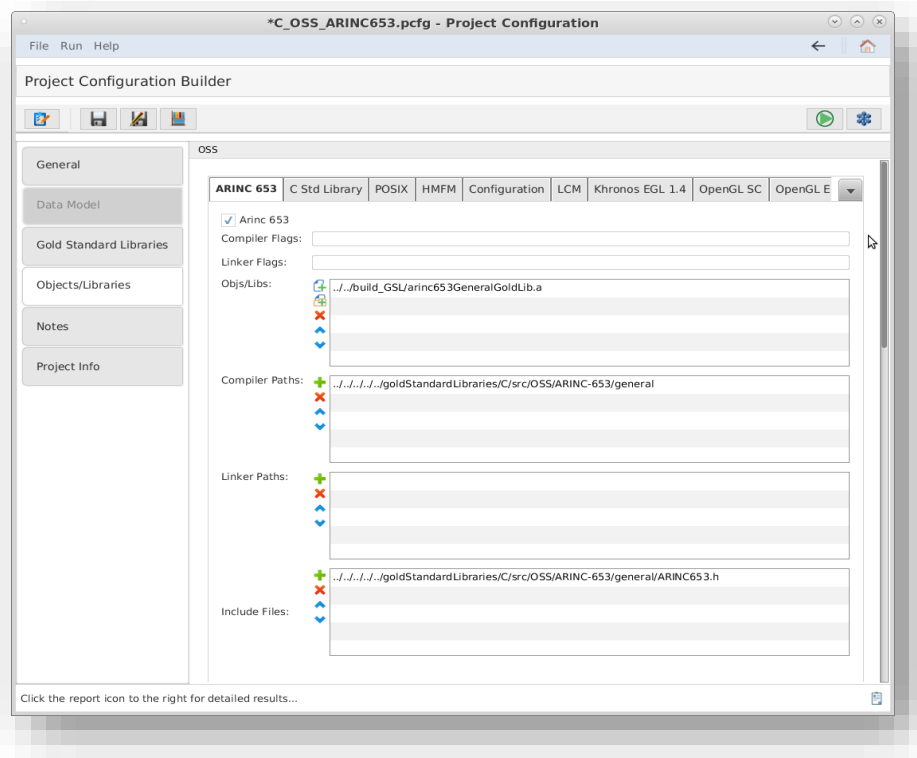 *C_OSS_ARINC653.pcfg - Project Configuration
File Run Help
Project Configuration Builder
General
Data Model
Gold Standard Libraries
Objects/Libraries
Notes
Project Info
OSS
ARINC 653 C Std Library POSIX HMFM Configuration LCM Khronos EGL 1.4 OpenGL SC OpenGL E
Arinc 653
Compiler Flags:
Linker Flags:
Objs/Libs: ../../build_GSL/arinc653GeneralGoldLib.a
Compiler Paths: ../../../../../goldStandardLibraries/C/src/OSS/ARINC-653/general
Linker Paths:
../../../../../goldStandardLibraries/C/src/OSS/ARINC-653/general/ARINC653.h
Include Files:
Click the report icon to the right for detailed results...